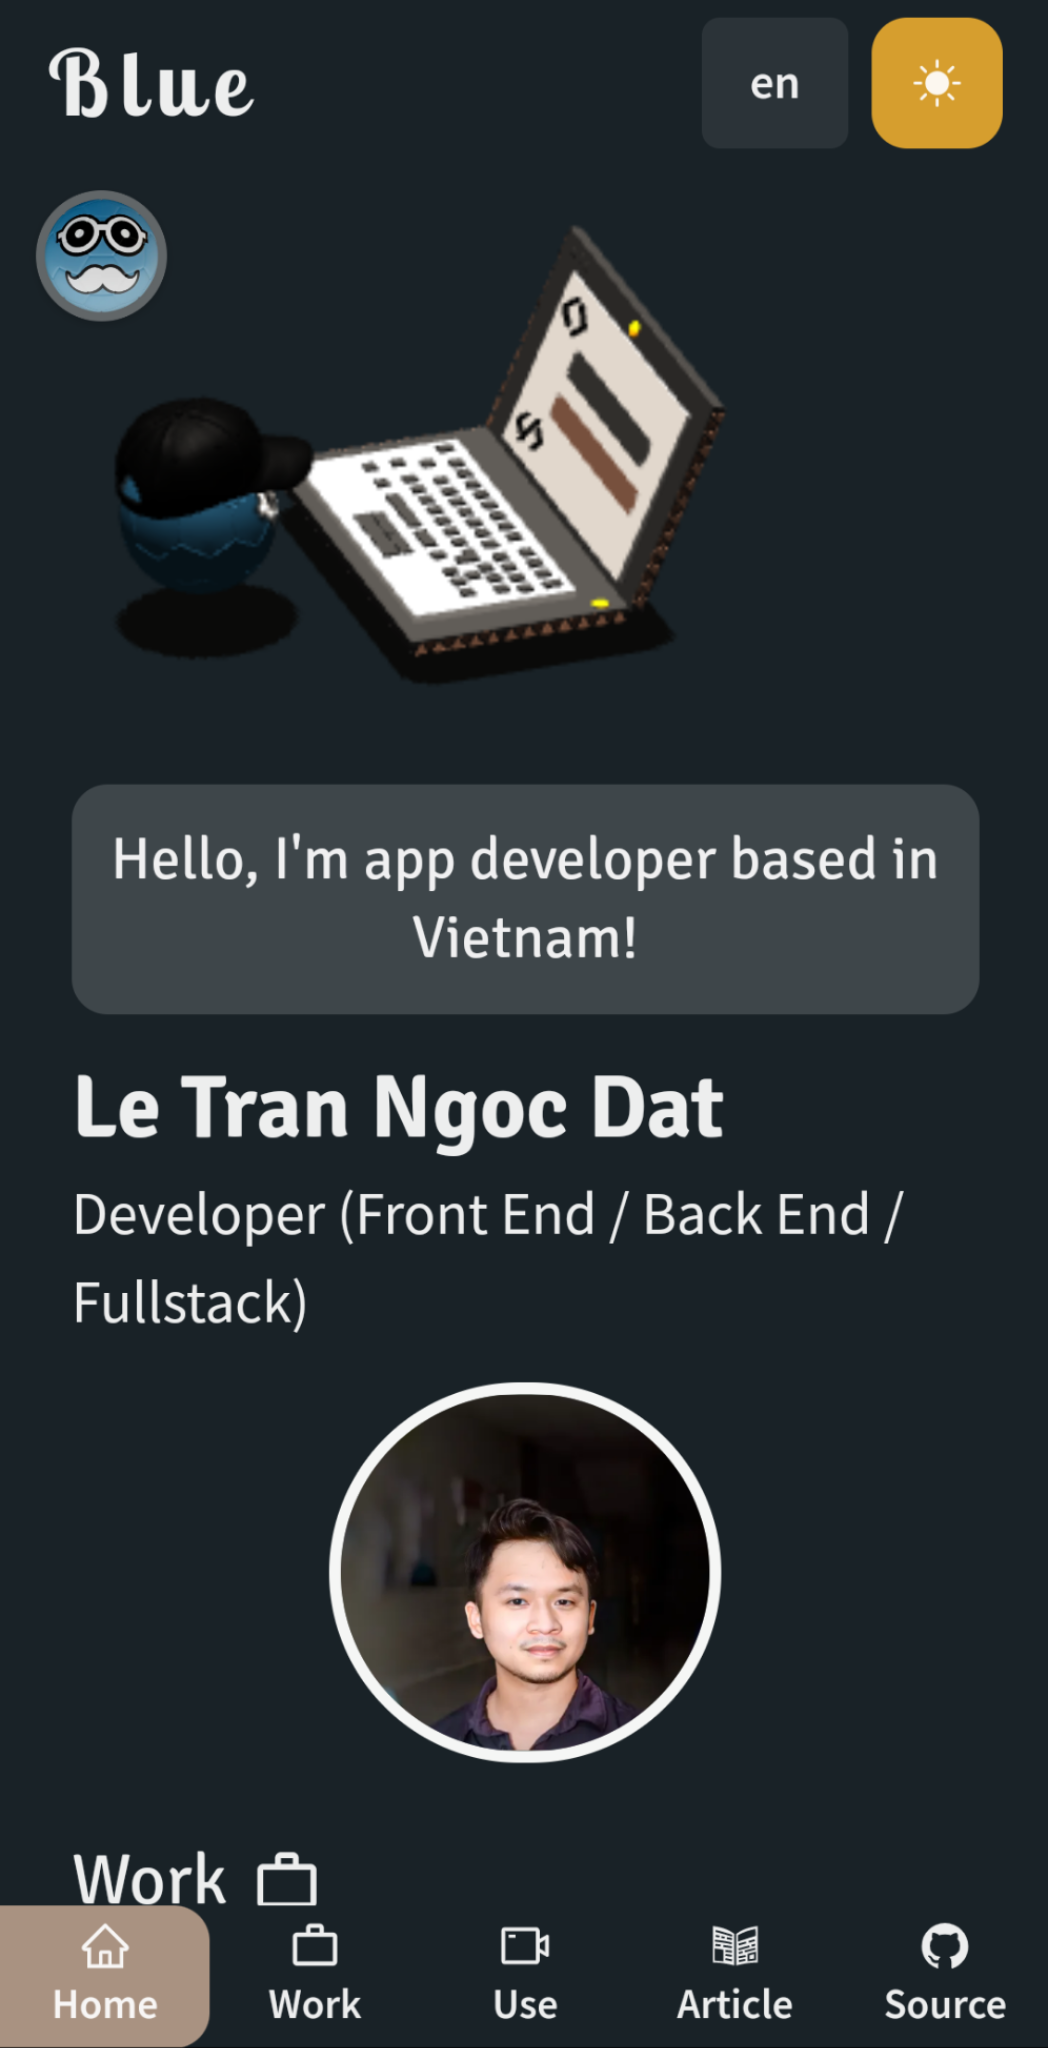 Blue
en
Hello, I'm app developer based in
Vietnam!
Le Tran Ngoc Dat
Developer (Front End / Back End /
Fullstack)
Work
Home
Work
Use
Article
Source